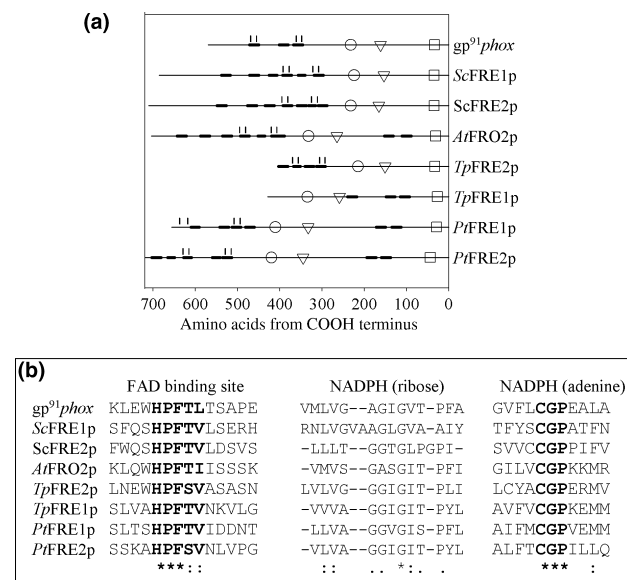 (a)
gp91phox
ScFRE1p
ScFRE2p
AtFRO2p
TpFRE2p
TpFRE1p
PtFRE1p
PtFRE2p
700 600 500 400 300 200 100 0
Amino acids from COOH terminus
(b)
FAD binding site NADPH (ribose) NADPH (adenine)
gp91phox KLEWHPFTLTSAPE VMLVG--AGIGVT-PFA GVFLCGPEALA
ScFRE1p SFQSHPFTVLSERH RNLVGVAAGLGVA-AIY TFYSCGPATFN
ScFRE2p FWQSHPFTVLDSVS -LLLT-GGTGLPGPI- SVVCCGPPIFV
AtFRO2p KLQWHPFTIISSSK -VMVS-GASGIT-PFI GILVCGPKKMR
TpFRE2p LNEWHPFSVASASN LVLVG-GGIGIT-PLI LCYACGPERMV
TpFRE1p SLVAHPFTVNKVLG -VVVA--GGIGIT-PYL AVFVCGPKEMK
PtFRE1p SLTSHPFTVIDDNT -LLVA--GGVGIS-PFL AIFMCGPVEMM
PtFRE2p SSKAHPFSVNLVPG -VLVA--GGIGIT-PYL ALFTCGPILLQ
***:: :: .. *: . *** .